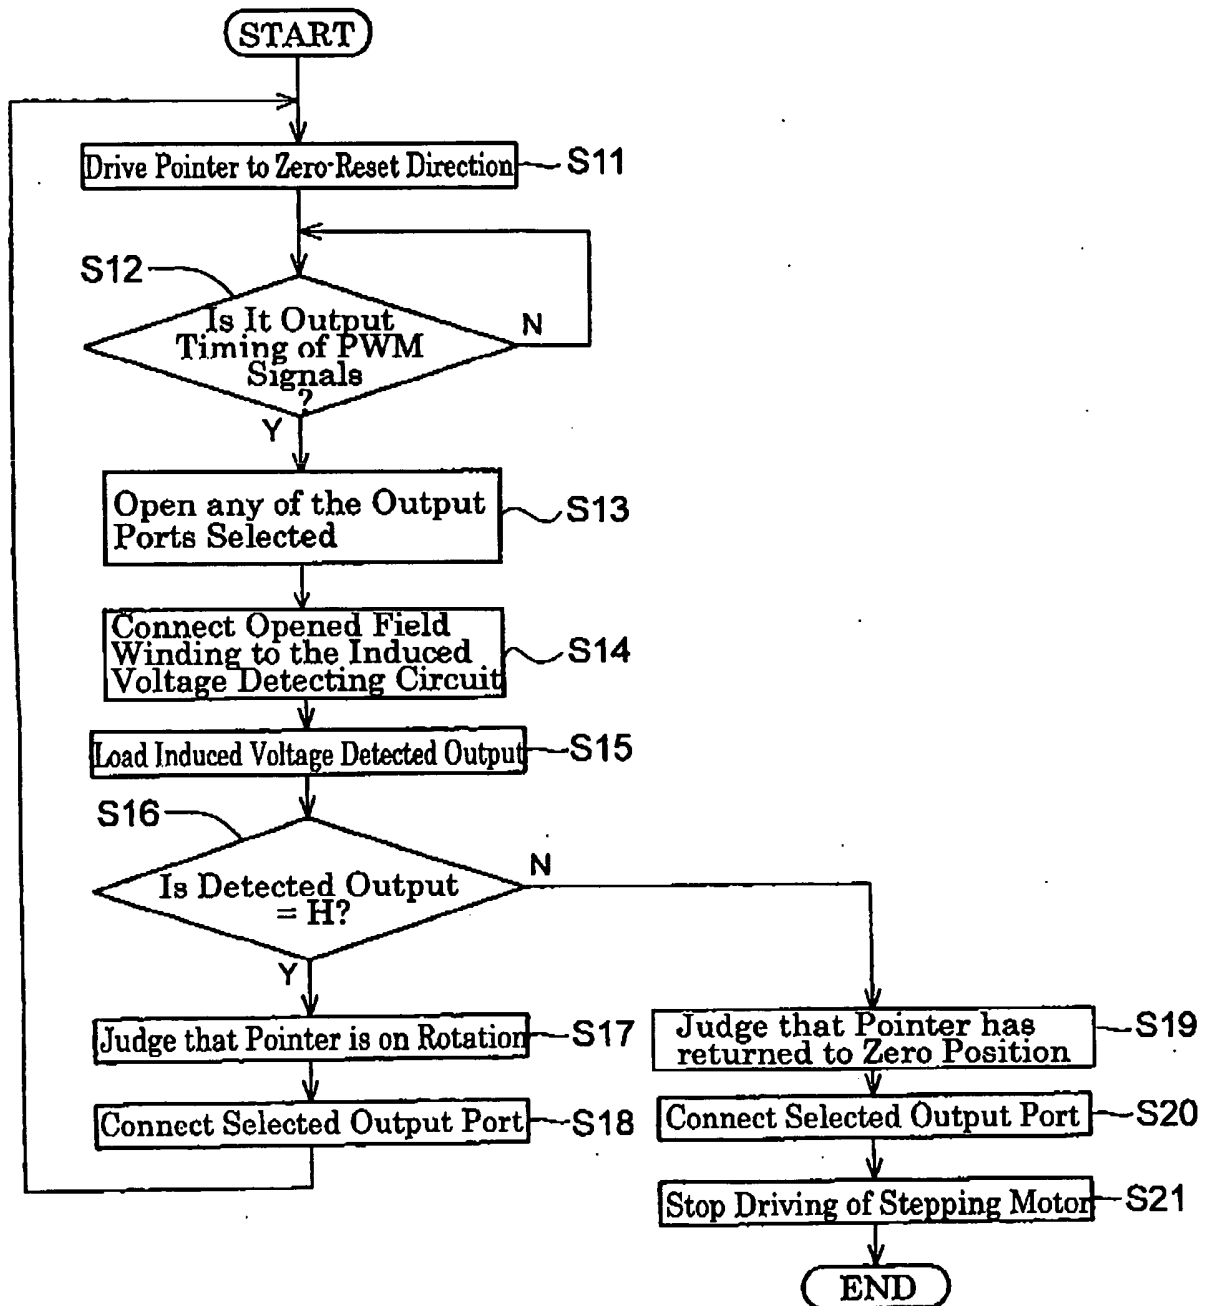 START
Drive Pointer to Zero-Reset Direction
S11
S12
Is It Output
Timing of PWM
Signals
?
N
Y
Open any of the Output
Ports Selected
S13
Connect Opened Field
Winding to the Induced
Voltage Detecting Circuit
S14
Load Induced Voltage Detected Output
S15
S16
Is Detected Output
= H?
N
Y
Judge that Pointer is on Rotation
S17
Connect Selected Output Port
S18
Judge that Pointer has
returned to Zero Position
S19
Connect Selected Output Port
S20
Stop Driving of Stepping Motor
S21
END